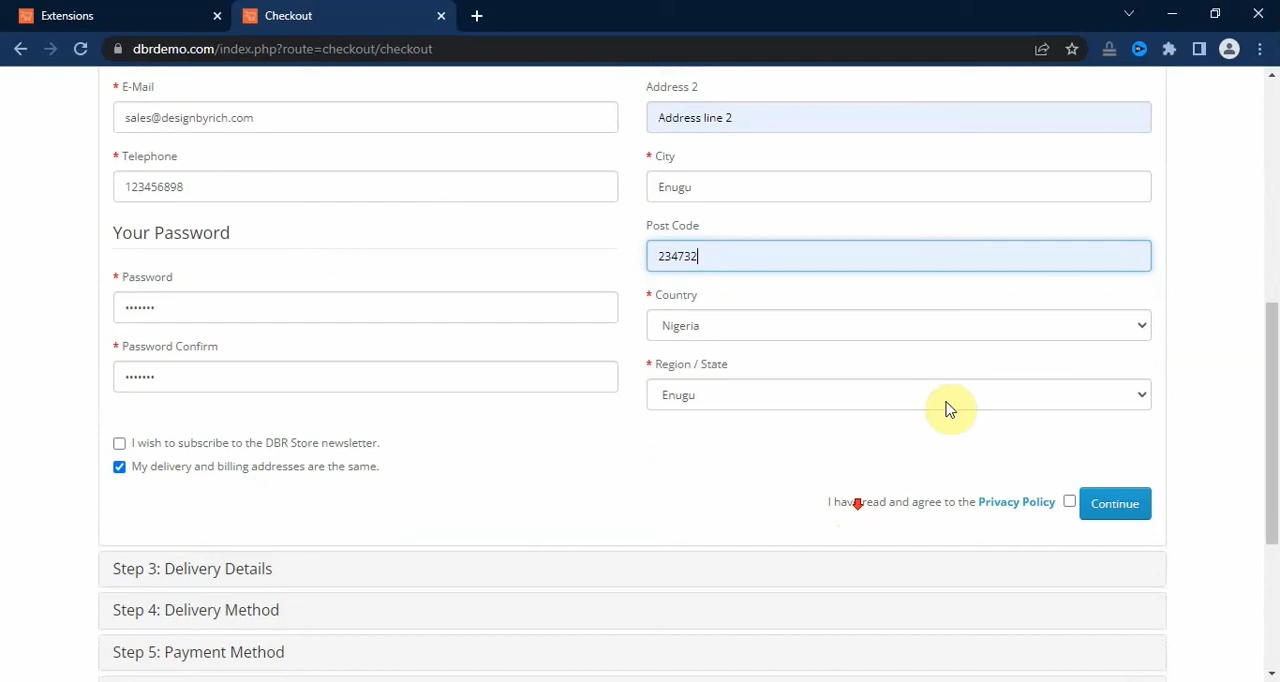 Extensions
Checkout
dbrdemo.com/index.php?route=checkout/checkout
* E-Mail
sales@designbyrich.com
* Telephone
123456898
Your Password
* Password
•••••••
* Password Confirm
•••••••
Address 2
Address line 2
* City
Enugu
Post Code
234732
* Country
Nigeria
* Region / State
Enugu
I wish to subscribe to the DBR Store newsletter.
My delivery and billing addresses are the same.
I have read and agree to the Privacy Policy
Continue
Step 3: Delivery Details
Step 4: Delivery Method
Step 5: Payment Method